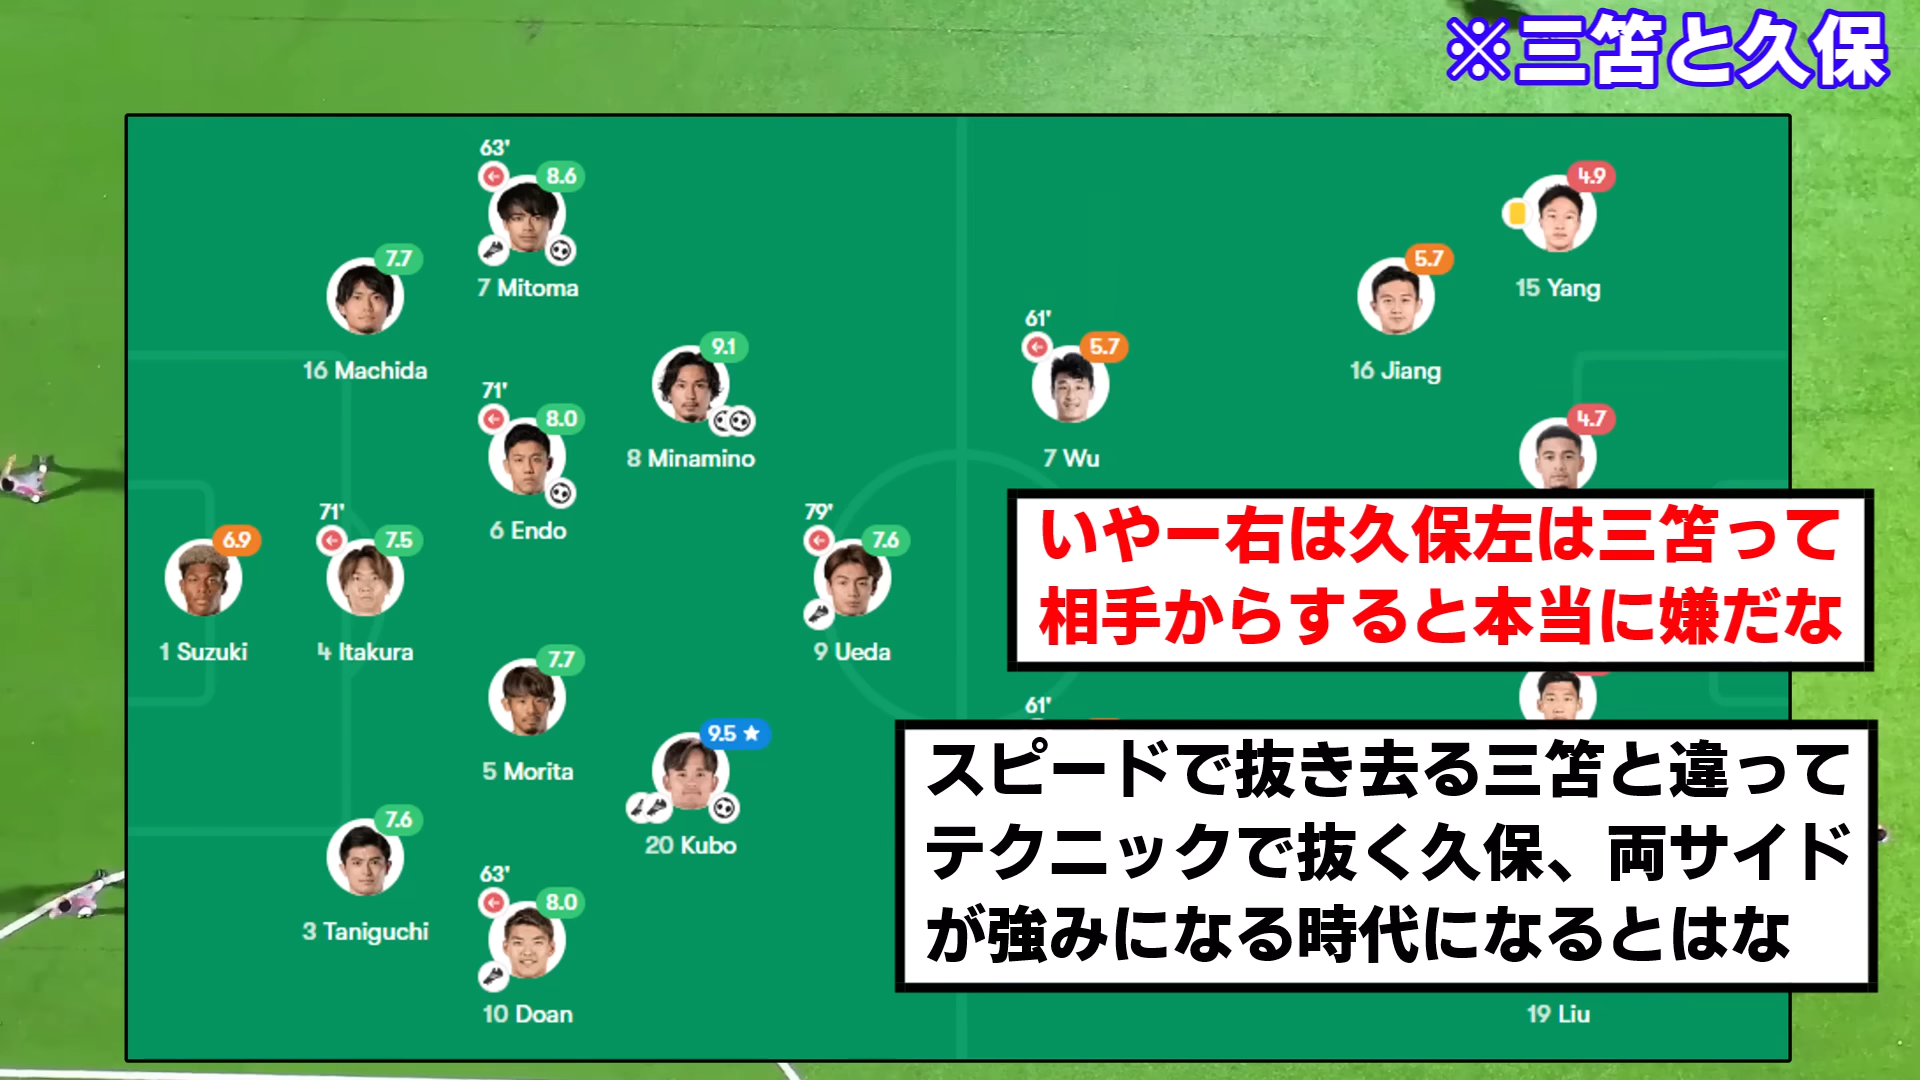 ※三笘と久保
63'
8.6
7 Mitoma
7.7
16 Machida
9.1
8 Minamino
71'
8.0
6 Endo
6.9
1 Suzuki
71'
7.5
4 Itakura
79'
7.6
9 Ueda
7.7
5 Morita
9.5 ★
20 Kubo
7.6
3 Taniguchi
63'
8.0
10 Doan
4.9
15 Yang
5.7
16 Jiang
61'
5.7
7 Wu
4.7
61'
19 Liu
いやー右は久保左は三笘って
相手からすると本当に嫌だな
スピードで抜き去る三笘と違って
テクニックで抜く久保、両サイド
が強みになる時代になるとはな